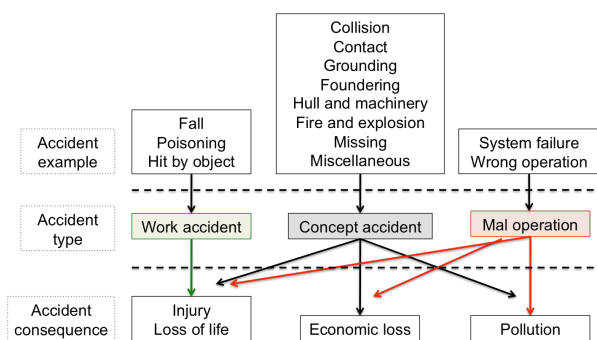 Collision
Contact
Grounding
Foundering
Hull and machinery
Fire and explosion
Missing
Miscellaneous
Accident
example
Fall
Poisoning
Hit by object
System failure
Wrong operation
Accident
type
Work accident
Concept accident
Mal operation
Accident
consequence
Injury
Loss of life
Economic loss
Pollution